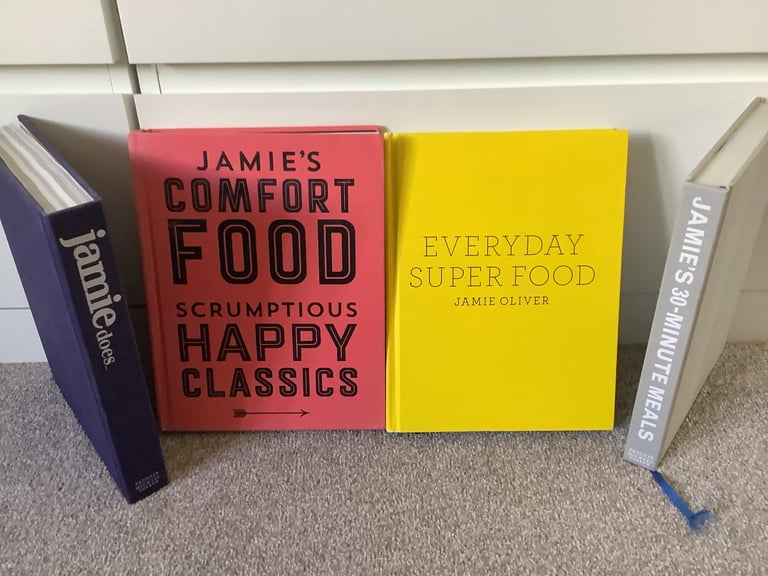 jamie does...
JAMIE'S
COMFORT
FOOD
SCRUMPTIOUS
HAPPY
CLASSICS
EVERYDAY
SUPER FOOD
JAMIE OLIVER
JAMIE'S 30-MINUTE MEALS